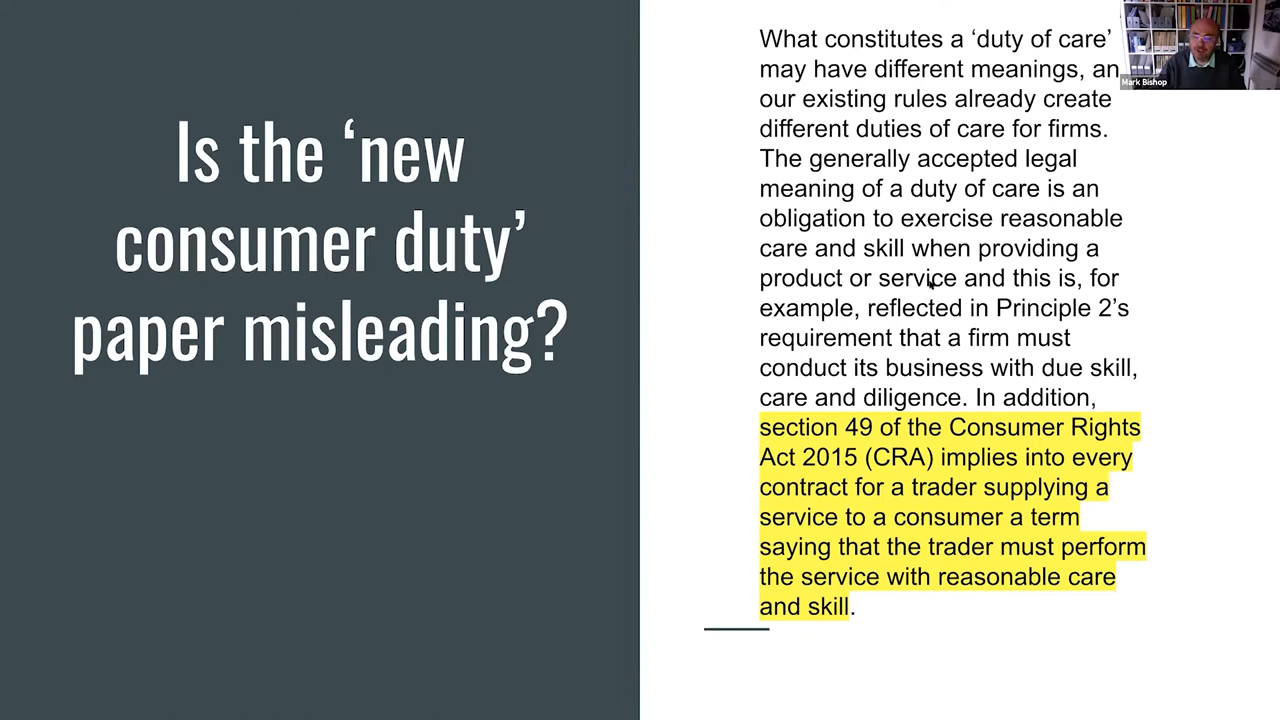 Is the ‘new
consumer duty’
paper misleading?
What constitutes a ‘duty of care’
may have different meanings, an
our existing rules already create
different duties of care for firms.
The generally accepted legal
meaning of a duty of care is an
obligation to exercise reasonable
care and skill when providing a
product or service and this is, for
example, reflected in Principle 2’s
requirement that a firm must
conduct its business with due skill,
care and diligence. In addition,
section 49 of the Consumer Rights
Act 2015 (CRA) implies into every
contract for a trader supplying a
service to a consumer a term
saying that the trader must perform
the service with reasonable care
and skill.
Mark Bishop